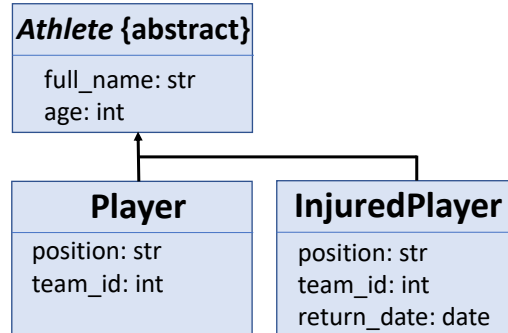 Athlete {abstract}
full_name: str
age: int
Player
position: str
team_id: int
InjuredPlayer
position: str
team_id: int
return_date: date